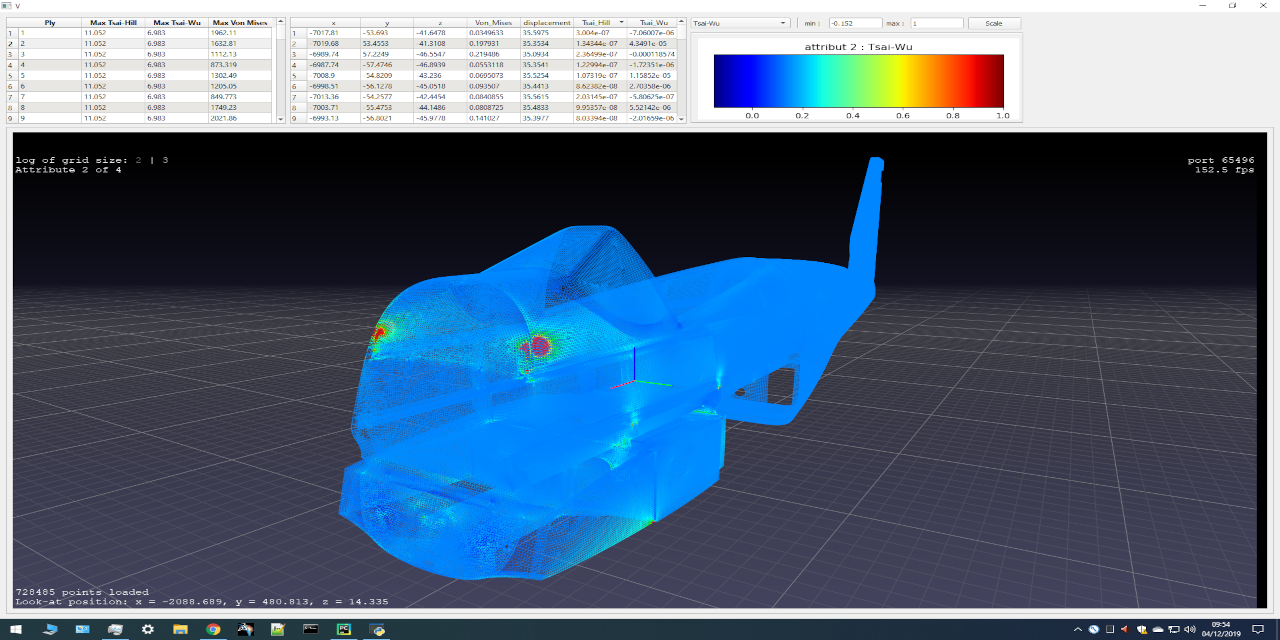 V
Ply Max Tsai-Hill Max Tsai-Wu Max Von Mises
1 1 11.052 6.983 1962.11
2 2 11.052 6.983 1632.81
3 3 11.052 6.983 1112.13
4 4 11.052 6.983 873.319
5 5 11.052 6.983 1302.49
6 6 11.052 6.983 1205.05
7 7 11.052 6.983 849.773
8 8 11.052 6.983 1749.23
9 9 11.052 6.983 2021.86
x y z Von_Mises displacement Tsai_Hill Tsai_Wu
1 -7017.81 -53.693 -41.6478 0.0349633 35.5975 3.004e-07 -7.06007e-06
2 -7019.68 53.4553 -41.3108 0.197931 35.3534 1.34344e-07 4.3491e-05
3 -6989.74 57.2249 -46.5547 0.219486 35.0934 2.36499e-07 -0.000118574
4 -6987.74 -57.4746 -46.8939 0.0553118 35.3541 1.22994e-07 -1.72351e-06
5 -7008.9 -54.8209 43.236 0.0695073 35.5254 1.07319e-07 1.15852e-05
6 -6998.51 -56.1278 -45.0518 0.093507 35.4413 8.62382e-08 2.70358e-06
7 -7013.36 -54.2577 -42.4454 0.0840855 35.5615 2.03145e-07 -5.80625e-07
8 -7003.71 -55.4753 -44.1486 0.0808725 35.4833 9.95357e-08 5.52142e-06
9 -6993.13 -56.8021 -45.9778 0.141027 35.3977 8.03394e-08 -2.01659e-06
Tsai-Wu min : -0.152 max : 1 Scale
attribut 2 : Tsai-Wu
0.0 0.2 0.4 0.6 0.8 1.0
log of grid size: 2 | 3
Attribute 2 of 4
port 65496
152.5 fps
728485 points loaded
Look-at position: x = -2088.689, y = 480.813, z = 14.335
09:54
04/12/2019